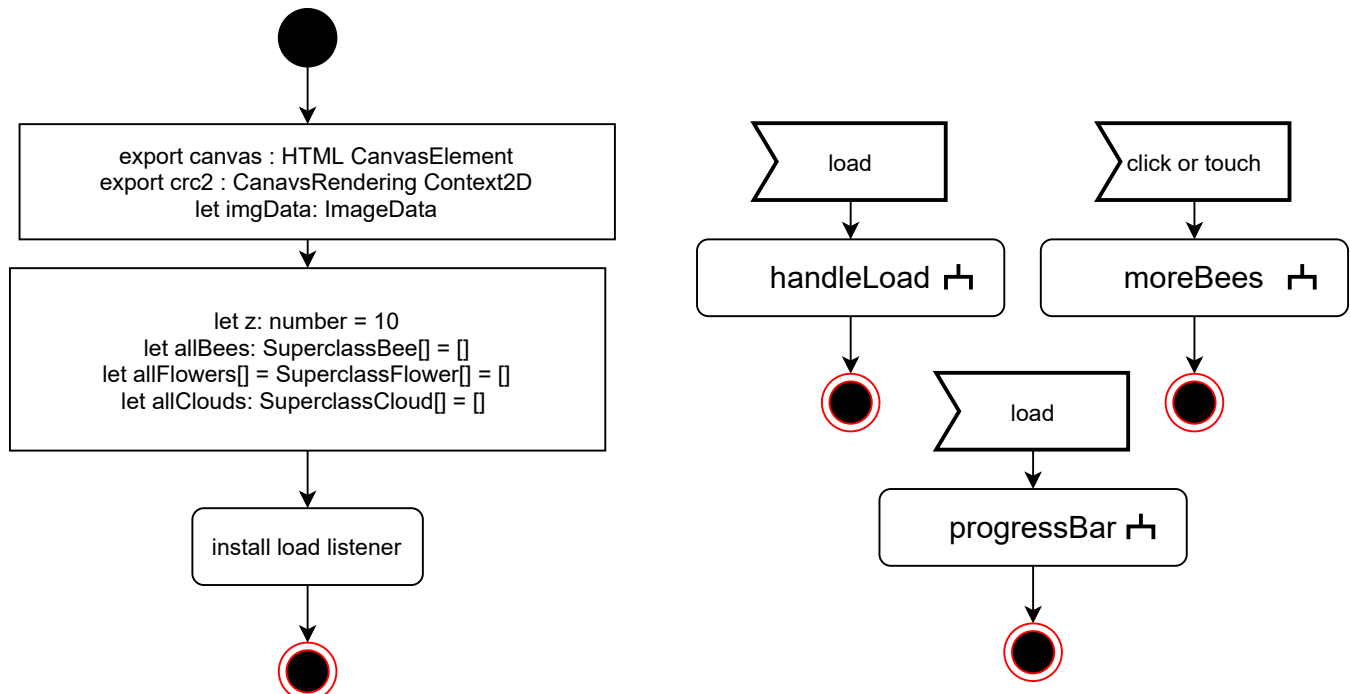 export canvas : HTML CanvasElement
export crc2 : CanavsRendering Context2D
let imgData: ImageData
let z: number = 10
let allBees: SuperclassBee[] = []
let allFlowers[] = SuperclassFlower[] = []
let allClouds: SuperclassCloud[] = []
install load listener
load
handleLoad
click or touch
moreBees
load
progressBar